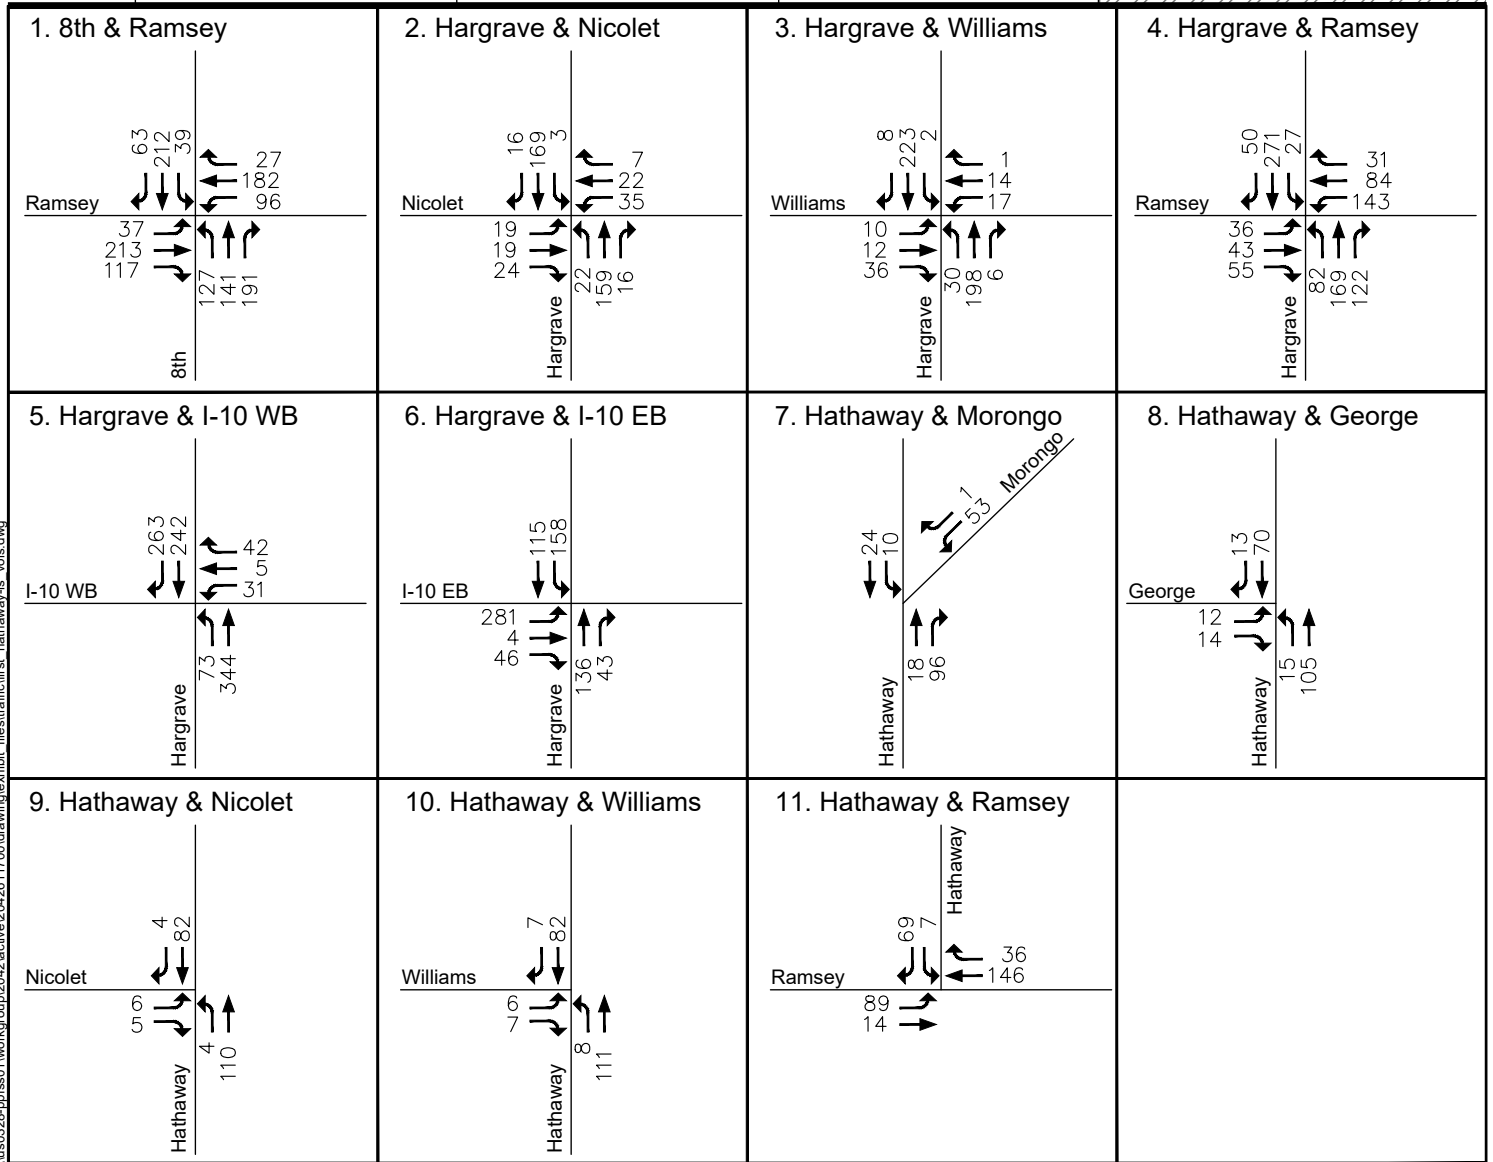 1. 8th & Ramsey
63 212 39
27
182
96
Ramsey
37
213
117
127 141 191
8th
2. Hargrave & Nicolet
16 169 3
7
22
35
Nicolet
19
19
24
22 159 16
Hargrave
3. Hargrave & Williams
8 223 2
1
14
17
Williams
10
12
36
30 198 6
Hargrave
4. Hargrave & Ramsey
50 271 27
31
84
143
Ramsey
36
43
55
82 169 122
Hargrave
5. Hargrave & I-10 WB
263 242
42
5
31
I-10 WB
73 344
Hargrave
6. Hargrave & I-10 EB
115 158
I-10 EB
281
4
46
136 43
Hargrave
7. Hathaway & Morongo
Morongo
1
53
24 10
18 96
Hathaway
8. Hathaway & George
13 70
George
12
14
15 105
Hathaway
9. Hathaway & Nicolet
4 82
Nicolet
6
5
4 110
Hathaway
10. Hathaway & Williams
7 82
Williams
6
7
8 111
Hathaway
11. Hathaway & Ramsey
Hathaway
69 7
36
146
Ramsey
89
14